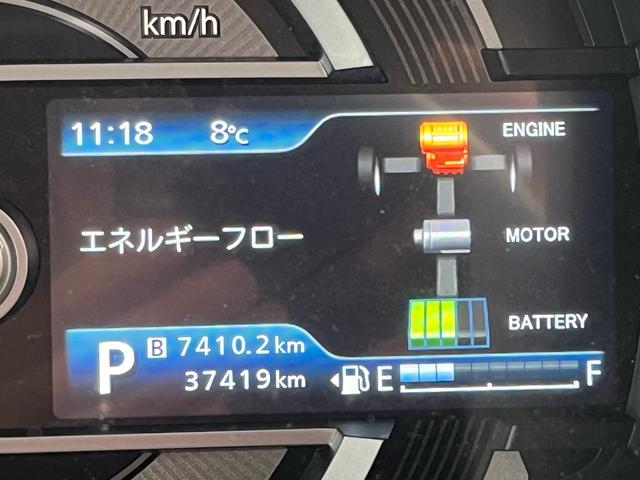 km/h
11:18 8℃
ENGINE
エネルギーフロー
MOTOR
BATTERY
P B 7410.2km
37419km
E F